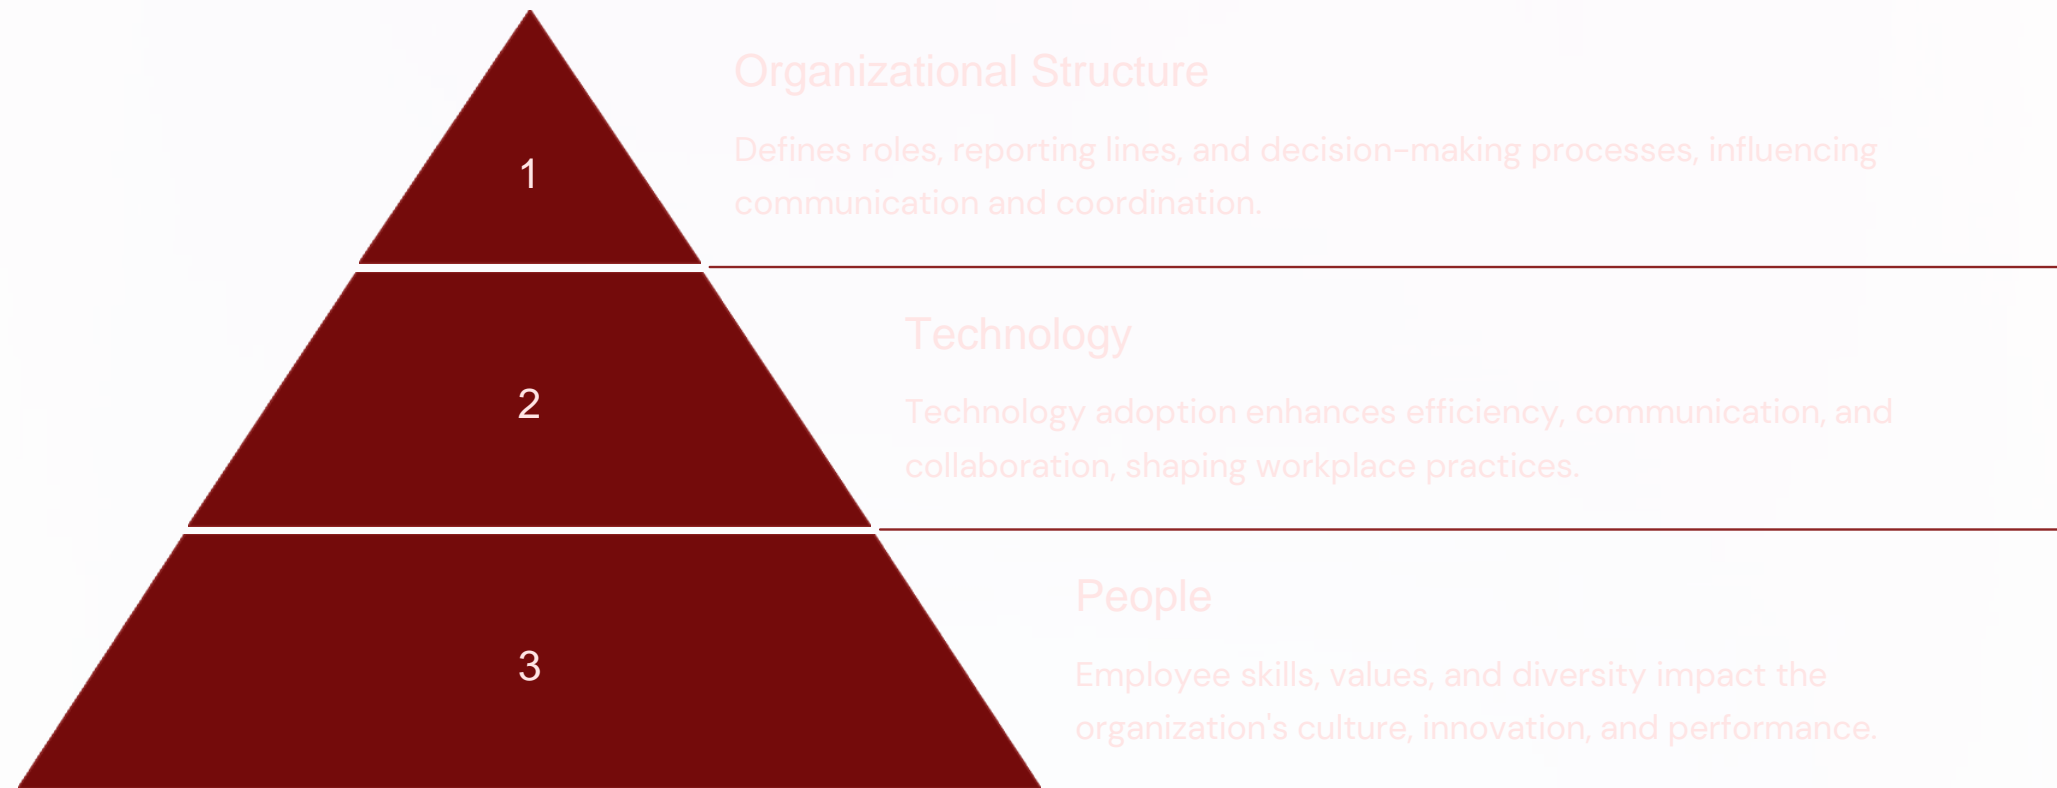 1
Organizational Structure
Defines roles, reporting lines, and decision-making processes, influencing
communication and coordination.
2
Technology
Technology adoption enhances efficiency, communication, and
collaboration, shaping workplace practices.
3
People
Employee skills, values, and diversity impact the
organization's culture, innovation, and performance.